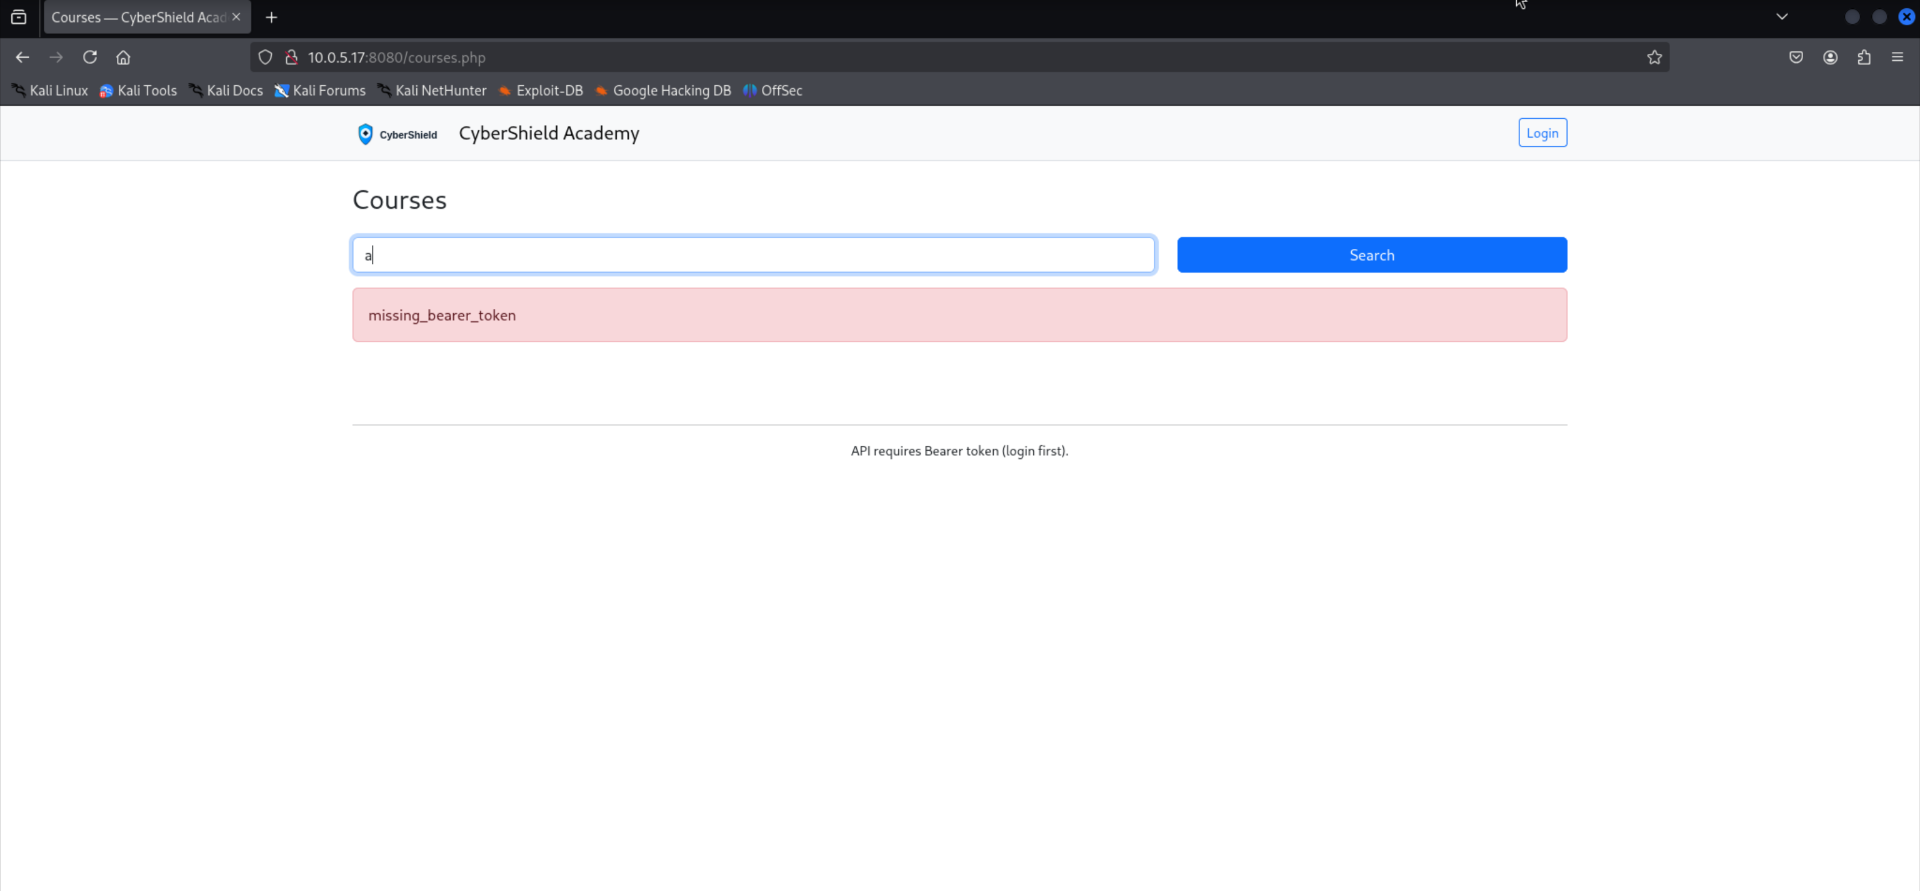 Courses — CyberShield Acad
10.0.5.17:8080/courses.php
Kali Linux Kali Tools Kali Docs Kali Forums Kali NetHunter Exploit-DB Google Hacking DB OffSec
CyberShield CyberShield Academy Login
Courses
a Search
missing_bearer_token
API requires Bearer token (login first).